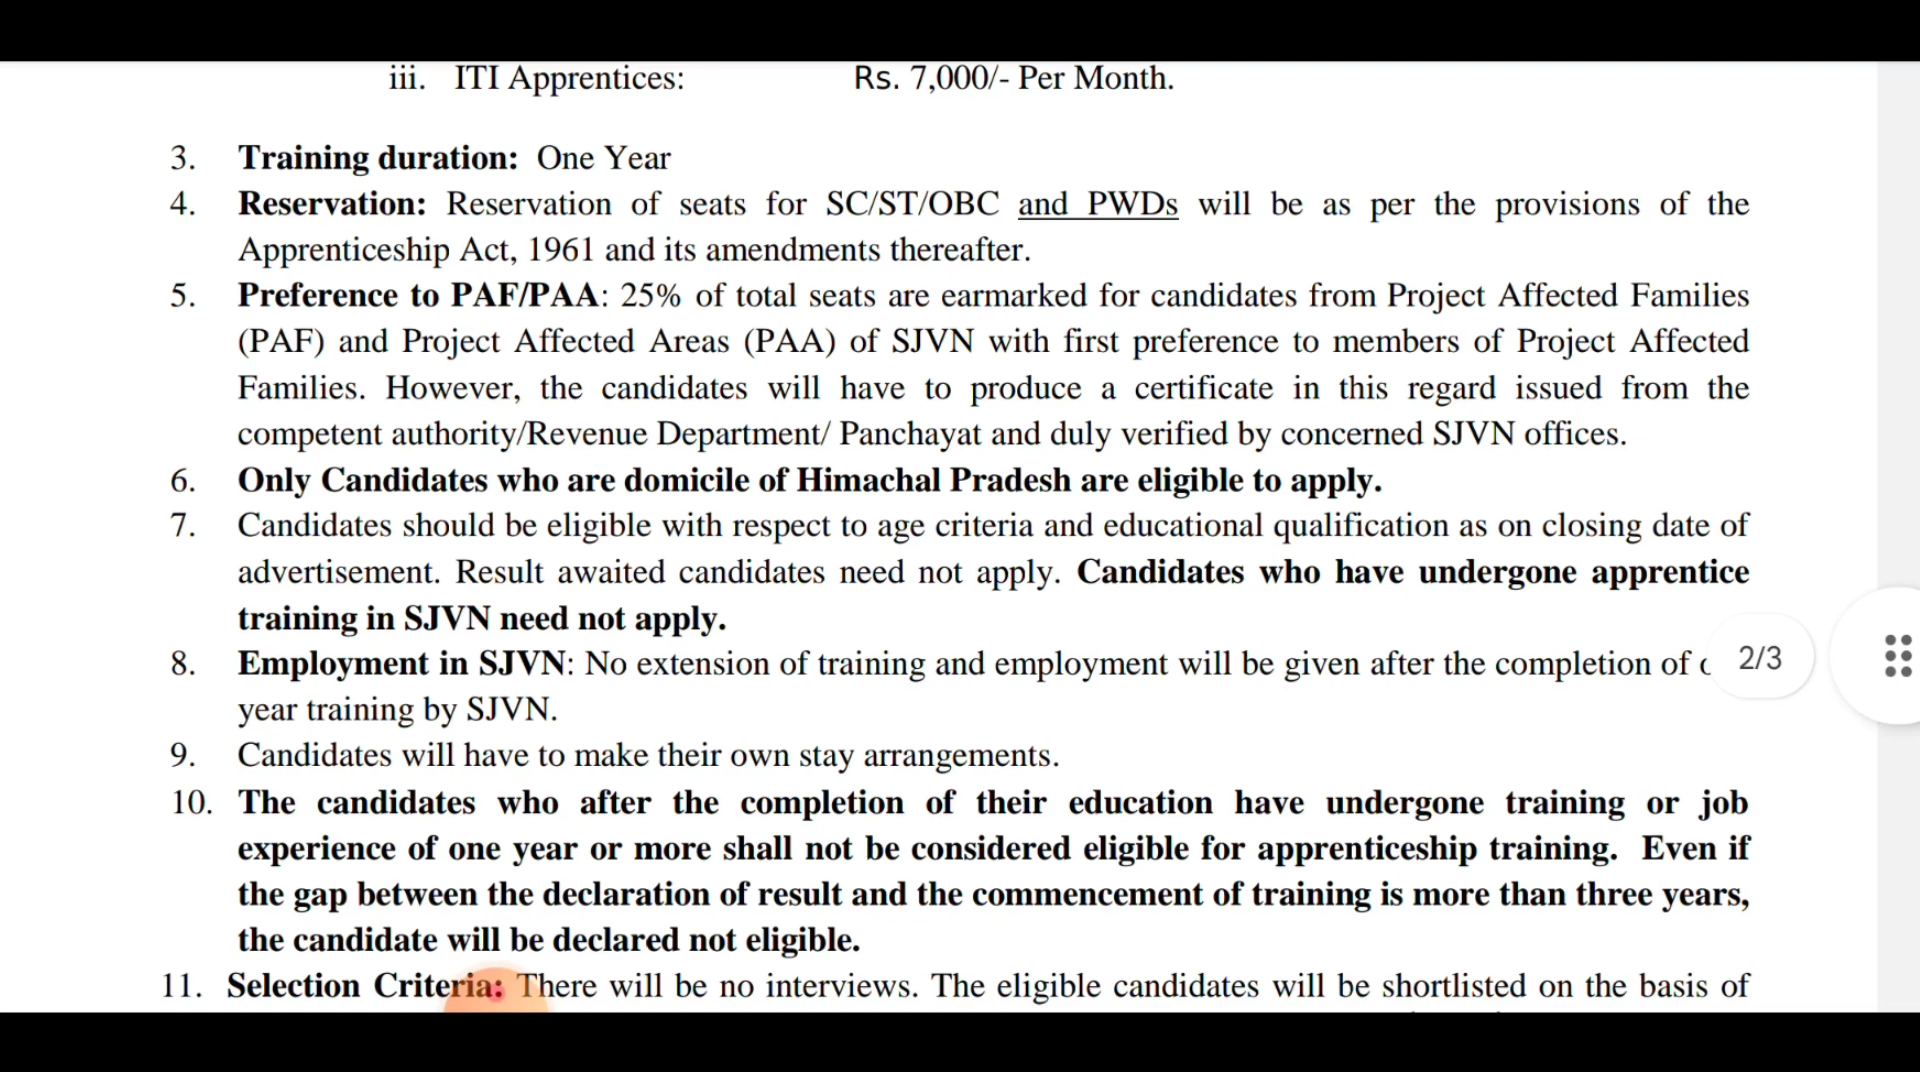 iii. ITI Apprentices: Rs. 7,000/- Per Month.
3. Training duration: One Year
4. Reservation: Reservation of seats for SC/ST/OBC and PWDs will be as per the provisions of the
Apprenticeship Act, 1961 and its amendments thereafter.
5. Preference to PAF/PAA: 25% of total seats are earmarked for candidates from Project Affected Families
(PAF) and Project Affected Areas (PAA) of SJVN with first preference to members of Project Affected
Families. However, the candidates will have to produce a certificate in this regard issued from the
competent authority/Revenue Department/ Panchayat and duly verified by concerned SJVN offices.
6. Only Candidates who are domicile of Himachal Pradesh are eligible to apply.
7. Candidates should be eligible with respect to age criteria and educational qualification as on closing date of
advertisement. Result awaited candidates need not apply. Candidates who have undergone apprentice
training in SJVN need not apply.
8. Employment in SJVN: No extension of training and employment will be given after the completion of
2/3
year training by SJVN.
9. Candidates will have to make their own stay arrangements.
10. The candidates who after the completion of their education have undergone training or job
experience of one year or more shall not be considered eligible for apprenticeship training. Even if
the gap between the declaration of result and the commencement of training is more than three years,
the candidate will be declared not eligible.
11. Selection Criteria: There will be no interviews. The eligible candidates will be shortlisted on the basis of